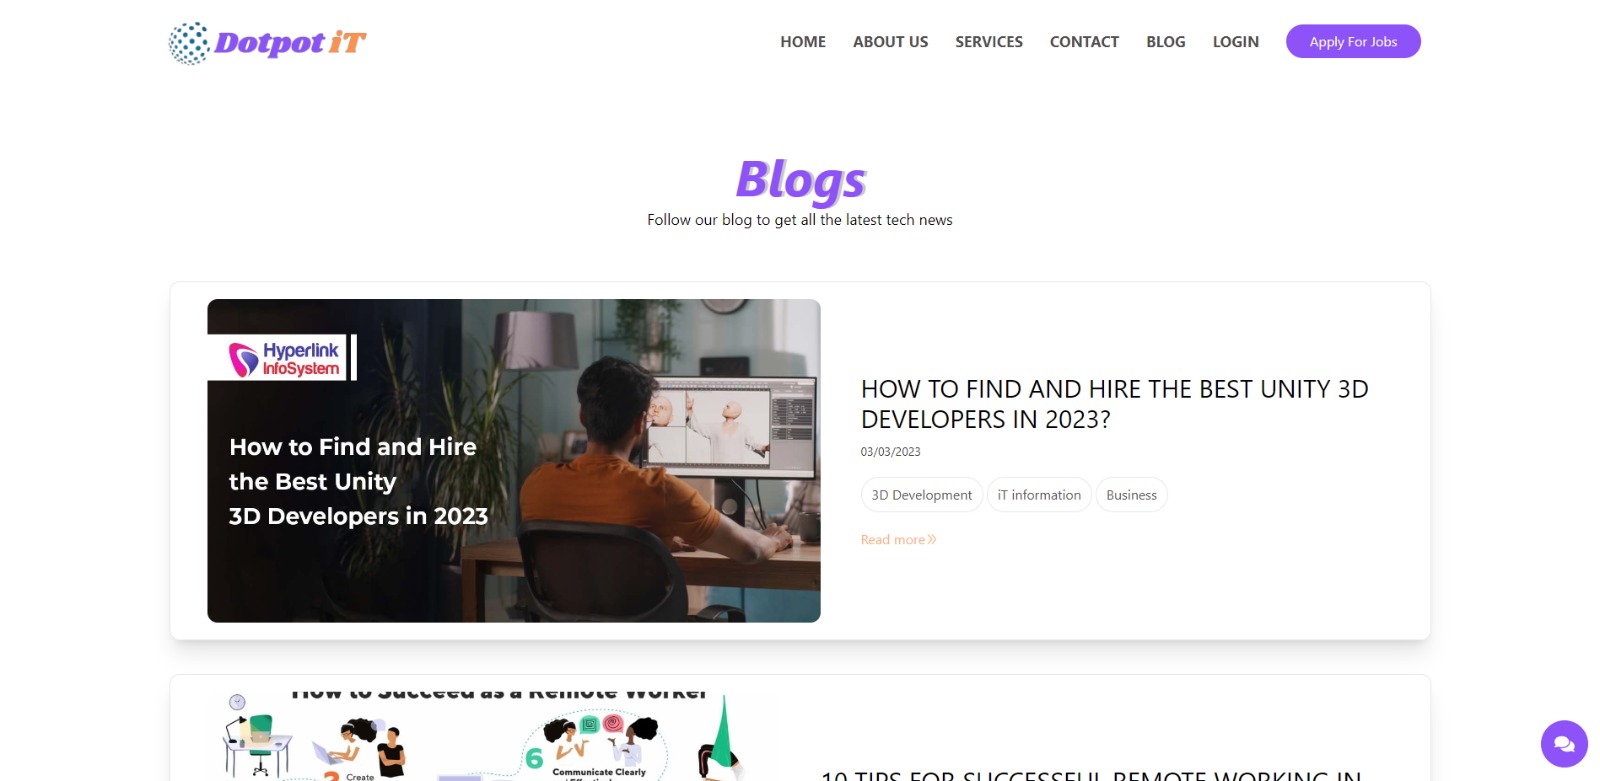 Dotpot iT
HOME
ABOUT US
SERVICES
CONTACT
BLOG
LOGIN
Apply For Jobs
Blogs
Follow our blog to get all the latest tech news
Hyperlink
InfoSystem
How to Find and Hire
the Best Unity
3D Developers in 2023
HOW TO FIND AND HIRE THE BEST UNITY 3D
DEVELOPERS IN 2023?
03/03/2023
3D Development
iT information
Business
Read more»
How to Succeed as a Remote Worker
6
Communicate Clearly
3 Create
10 TIPS FOR SUCCESSFUL REMOTE WORKING IN